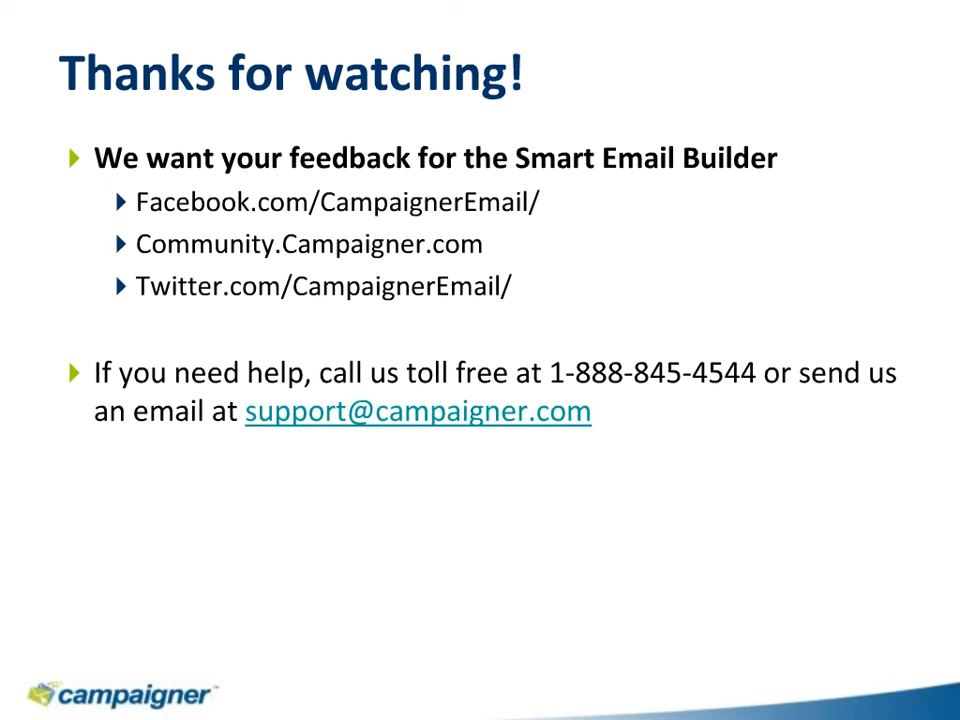 Thanks for watching!
We want your feedback for the Smart Email Builder
Facebook.com/CampaignerEmail/
Community.Campaigner.com
Twitter.com/CampaignerEmail/
If you need help, call us toll free at 1-888-845-4544 or send us
an email at support@campaigner.com
campaigner™